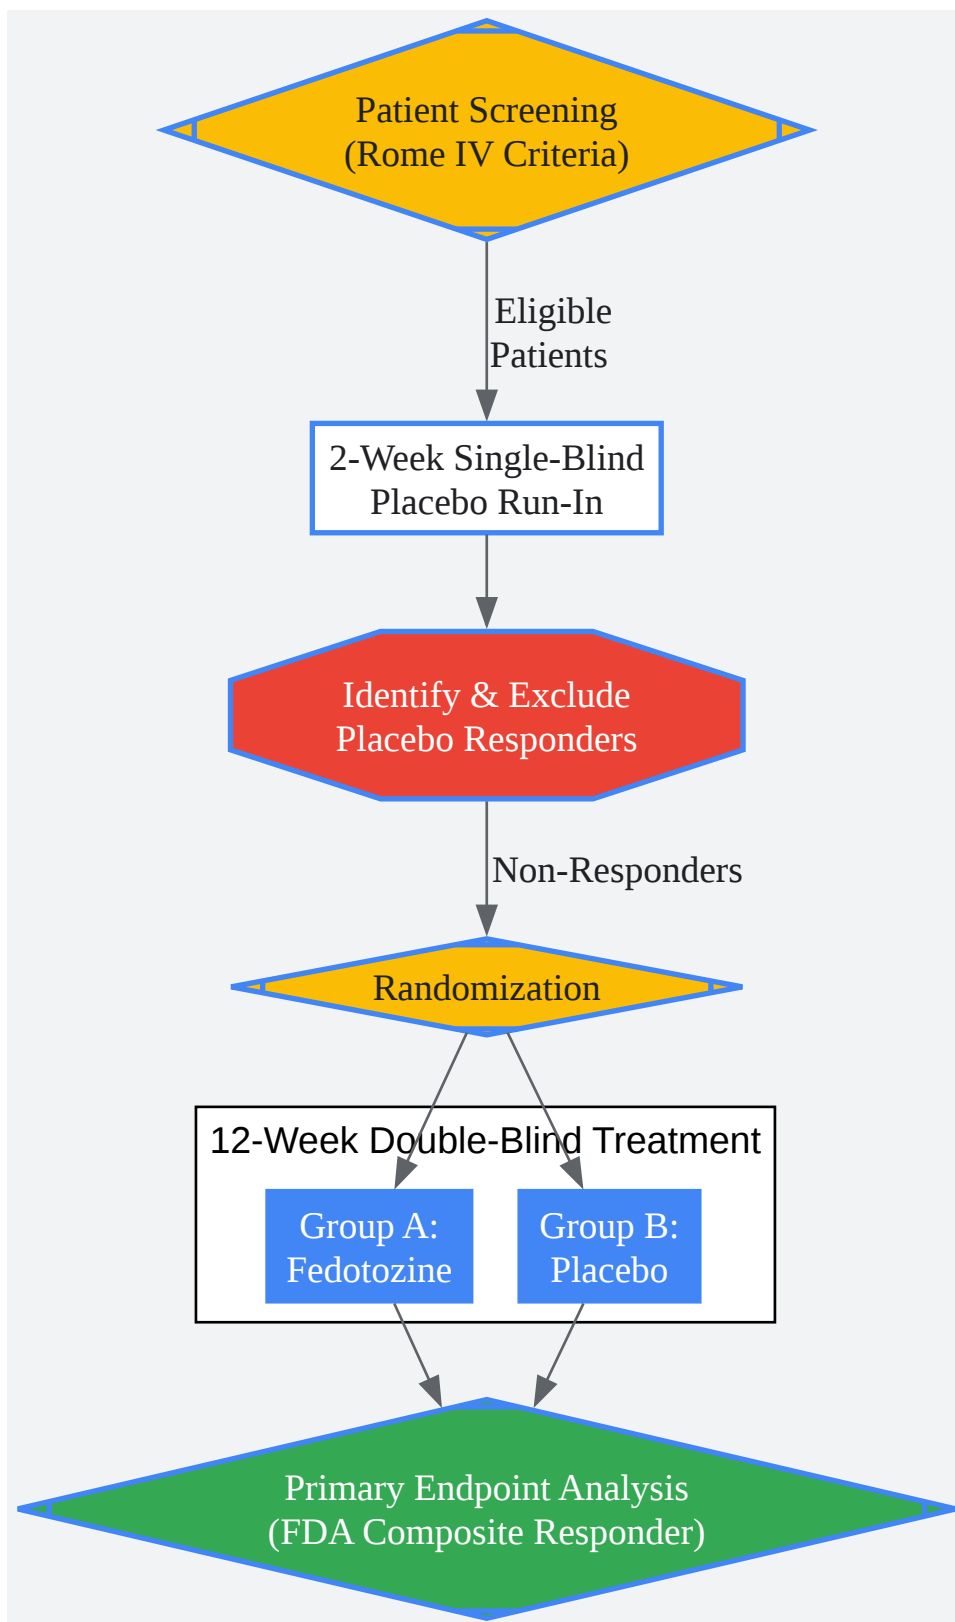 Patient Screening
(Rome IV Criteria)
Eligible
Patients
2-Week Single-Blind
Placebo Run-In
Identify & Exclude
Placebo Responders
Non-Responders
Randomization
12-Week Double-Blind Treatment
Group A:
Fedotozine
Group B:
Placebo
Primary Endpoint Analysis
(FDA Composite Responder)